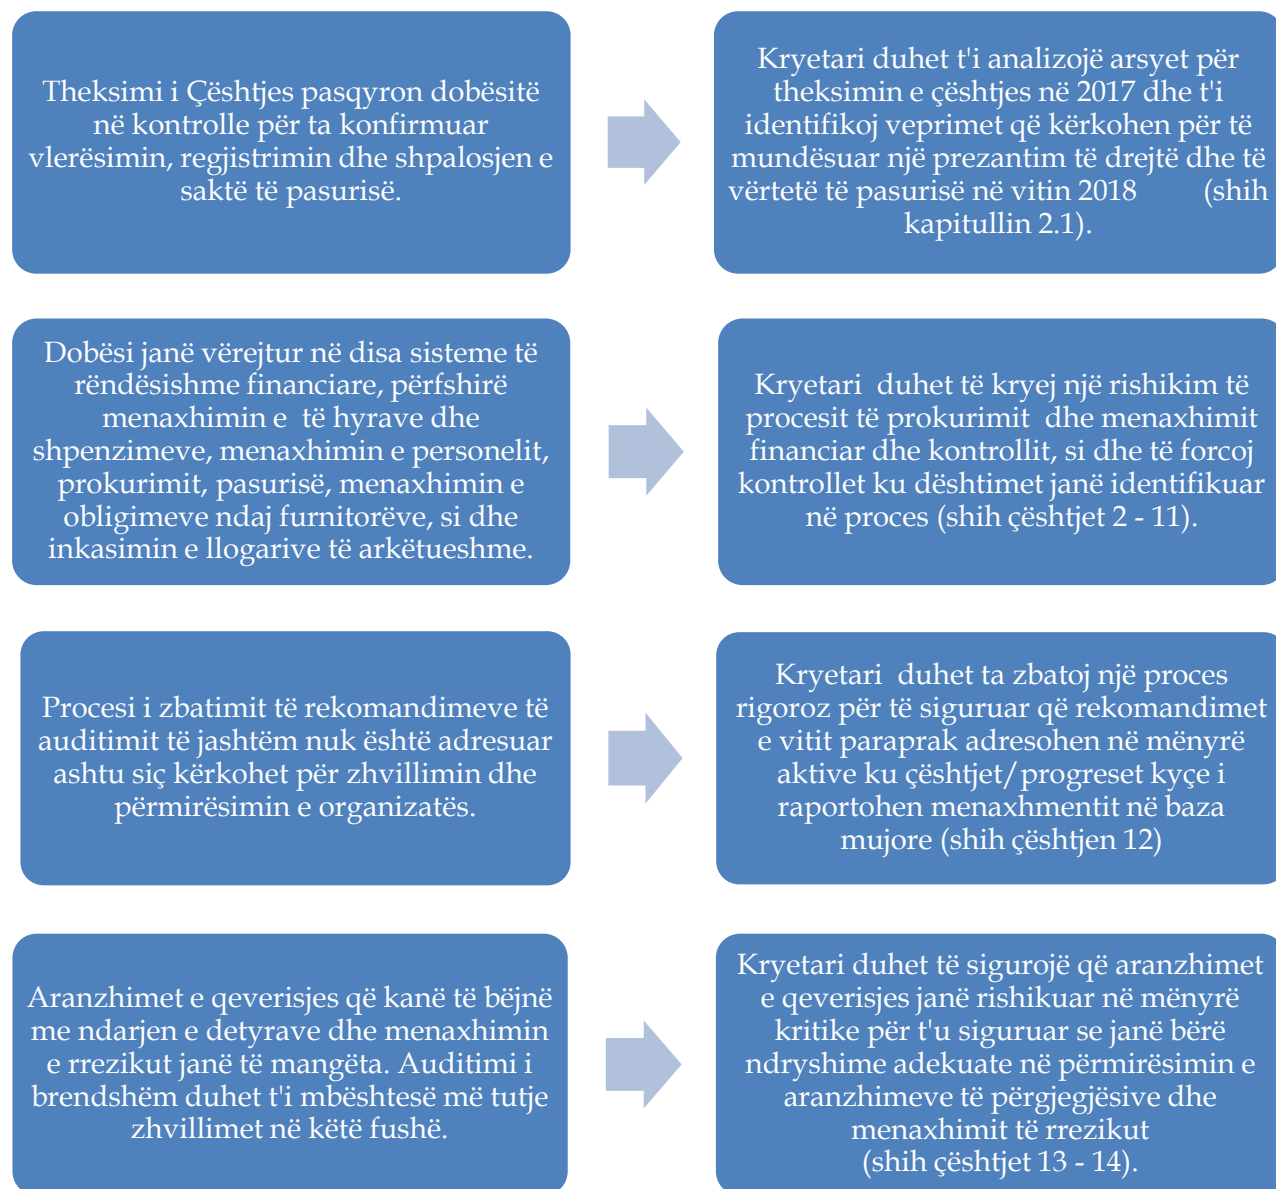 Theksimi i Çështjes pasqyron dobësitë
në kontrolle për ta konfirmuar
vlerësimin, regjistrimin dhe shpalosjen e
saktë të pasurisë.
Kryetari duhet t'i analizojë arsyet për
theksimin e çështjes në 2017 dhe t'i
identifikoj veprimet që kërkohen për të
mundësuar një prezantim të drejtë dhe të
vërtetë të pasurisë në vitin 2018 (shih
kapitullin 2.1).
Dobësi janë vërejtur në disa sisteme të
rëndësishme financiare, përfshirë
menaxhimin e të hyrave dhe
shpenzimeve, menaxhimin e personelit,
prokurimit, pasurisë, menaxhimin e
obligimeve ndaj furnitorëve, si dhe
inkasimin e llogarive të arkëtueshme.
Kryetari duhet të kryej një rishikim të
procesit të prokurimit dhe menaxhimit
financiar dhe kontrollit, si dhe të forcoj
kontrollet ku dështimet janë identifikuar
në proces (shih çështjet 2 - 11).
Procesi i zbatimit të rekomandimeve të
auditimit të jashtëm nuk është adresuar
ashtu siç kërkohet për zhvillimin dhe
përmirësimin e organizatës.
Kryetari duhet ta zbatoj një proces
rigoroz për të siguruar që rekomandimet
e vitit paraprak adresohen në mënyrë
aktive ku çështjet/progreset kyçe i
raportohen menaxhmentit në baza
mujore (shih çështjen 12)
Aranzhimet e qeverisjes që kanë të bëjnë
me ndarjen e detyrave dhe menaxhimin
e rrezikut janë të mangëta. Auditimi i
brendshëm duhet t'i mbështesë më tutje
zhvillimet në këtë fushë.
Kryetari duhet të sigurojë që aranzhimet
e qeverisjes janë rishikuar në mënyrë
kritike për t'u siguruar se janë bërë
ndryshime adekuate në përmirësimin e
aranzhimeve të përgjegjësive dhe
menaxhimit të rrezikut
(shih çështjet 13 - 14).